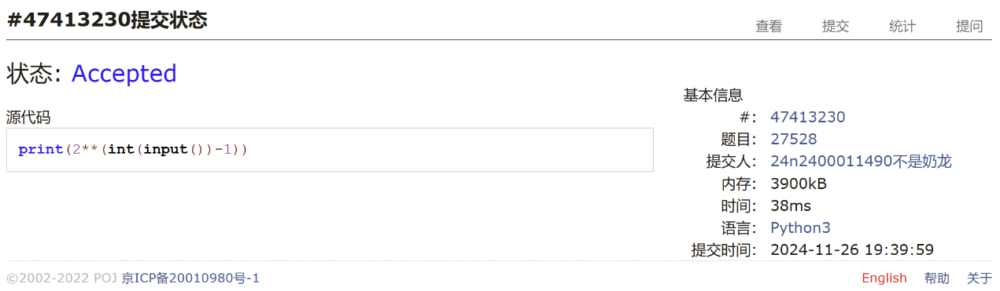 #47413230提交状态
查看 提交 统计 提问
状态: Accepted
源代码
print(2**(int(input())-1))
基本信息
#: 47413230
题目: 27528
提交人: 24n2400011490不是奶龙
内存: 3900kB
时间: 38ms
语言: Python3
提交时间: 2024-11-26 19:39:59
©2002-2022 POJ 京ICP备20010980号-1
English 帮助 关于